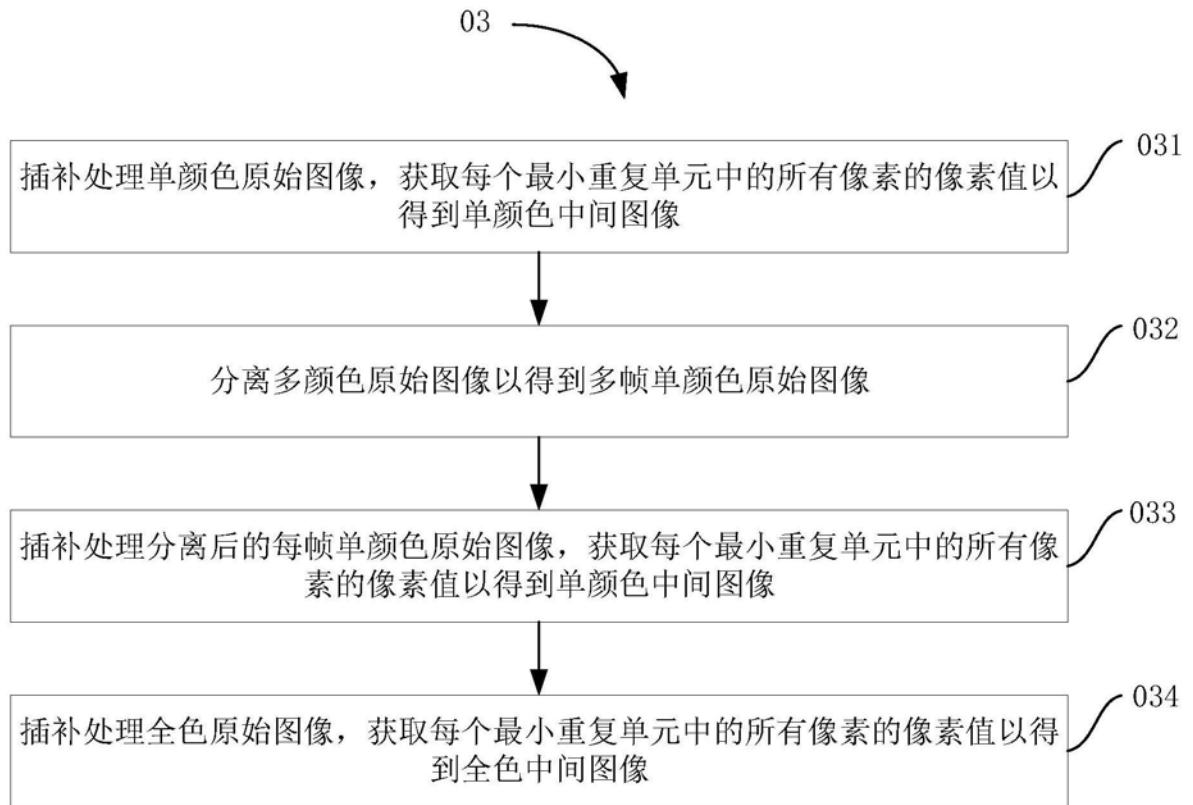 03
031
插补处理单颜色原始图像，获取每个最小重复单元中的所有像素的像素值以
得到单颜色中间图像
032
分离多颜色原始图像以得到多帧单颜色原始图像
033
插补处理分离后的每帧单颜色原始图像，获取每个最小重复单元中的所有像
素的像素值以得到单颜色中间图像
034
插补处理全色原始图像，获取每个最小重复单元中的所有像素的像素值以得
到全色中间图像